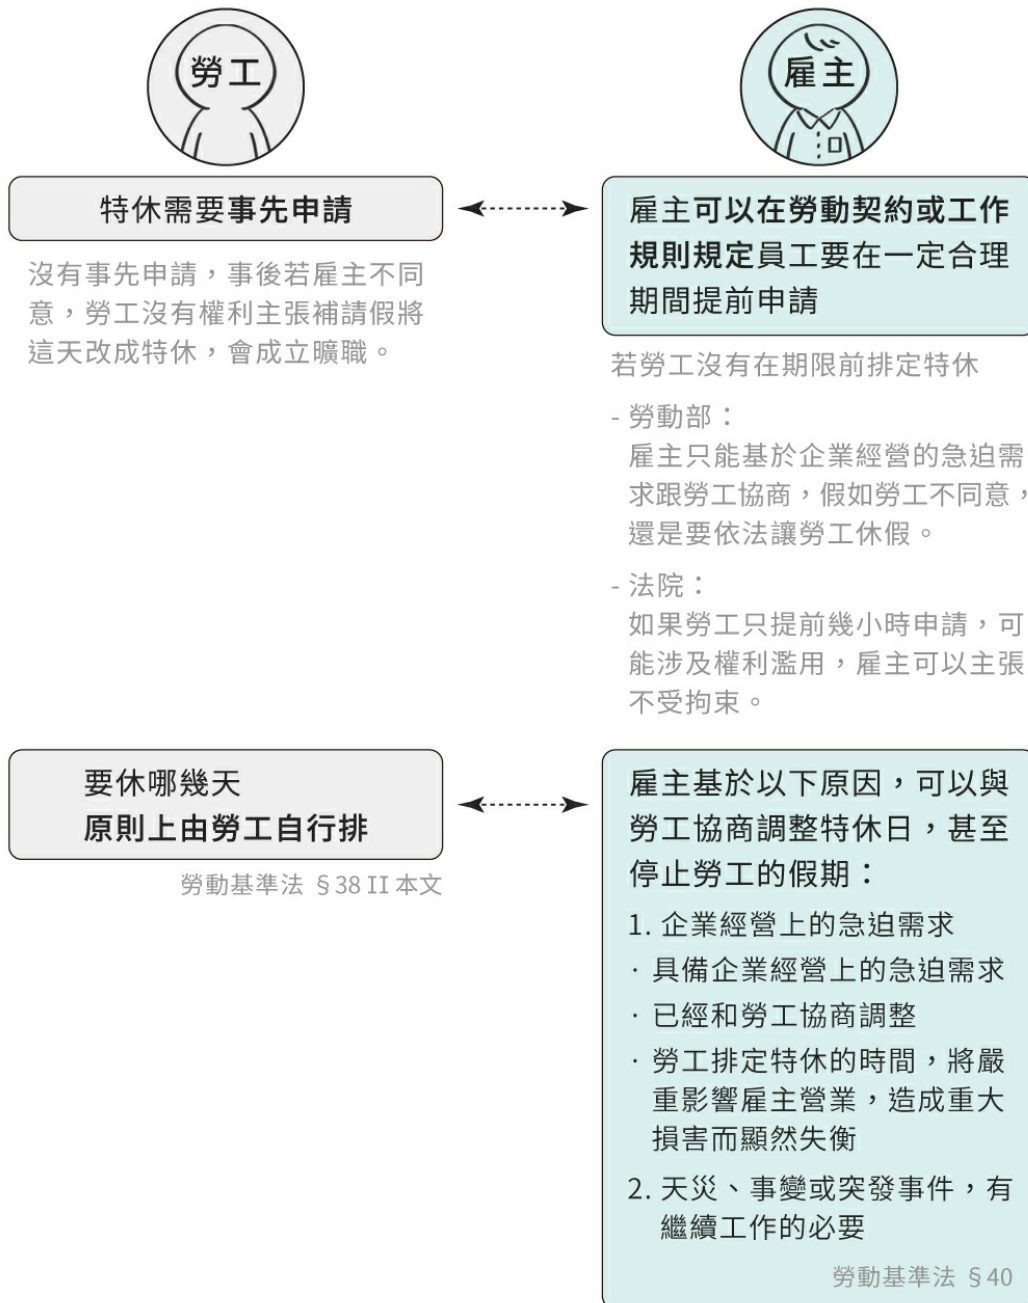 勞工
雇主
特休需要事先申請
沒有事先申請，事後若雇主不同
意，勞工沒有權利主張補請假將
這天改成特休，會成立曠職。
雇主可以在勞動契約或工作
規則規定員工要在一定合理
期間提前申請
若勞工沒有在期限前排定特休
- 勞動部：
雇主只能基於企業經營的急迫需
求跟勞工協商，假如勞工不同意，
還是要依法讓勞工休假。
- 法院：
如果勞工只提前幾小時申請，可
能涉及權利濫用，雇主可以主張
不受拘束。
要休哪幾天
原則上由勞工自行排
勞動基準法 §38 II 本文
雇主基於以下原因，可以與
勞工協商調整特休日，甚至
停止勞工的假期：
1. 企業經營上的急迫需求
· 具備企業經營上的急迫需求
· 已經和勞工協商調整
· 勞工排定特休的時間，將嚴
重影響雇主營業，造成重大
損害而顯然失衡
2. 天災、事變或突發事件，有
繼續工作的必要
勞動基準法 §40